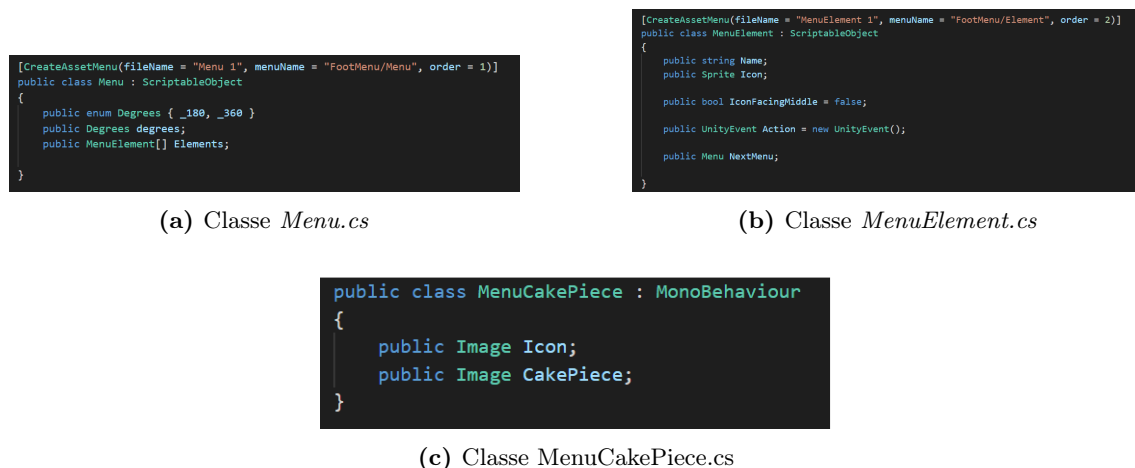 [CreateAssetMenu(fileName = "Menu 1", menuName = "FootMenu/Menu", order = 1)]
public class Menu : ScriptableObject
{
    public enum Degrees { _180, _360 }
    public Degrees degrees;
    public MenuElement[] Elements;
}
(a) Classe Menu.cs
[CreateAssetMenu(fileName = "MenuElement 1", menuName = "FootMenu/Element", order = 2)]
public class MenuElement : ScriptableObject
{
    public string Name;
    public Sprite Icon;
    public bool IconFacingMiddle = false;
    public UnityEvent Action = new UnityEvent();
    public Menu NextMenu;
}
(b) Classe MenuElement.cs
public class MenuCakePiece : MonoBehaviour
{
    public Image Icon;
    public Image CakePiece;
}
(c) Classe MenuCakePiece.cs